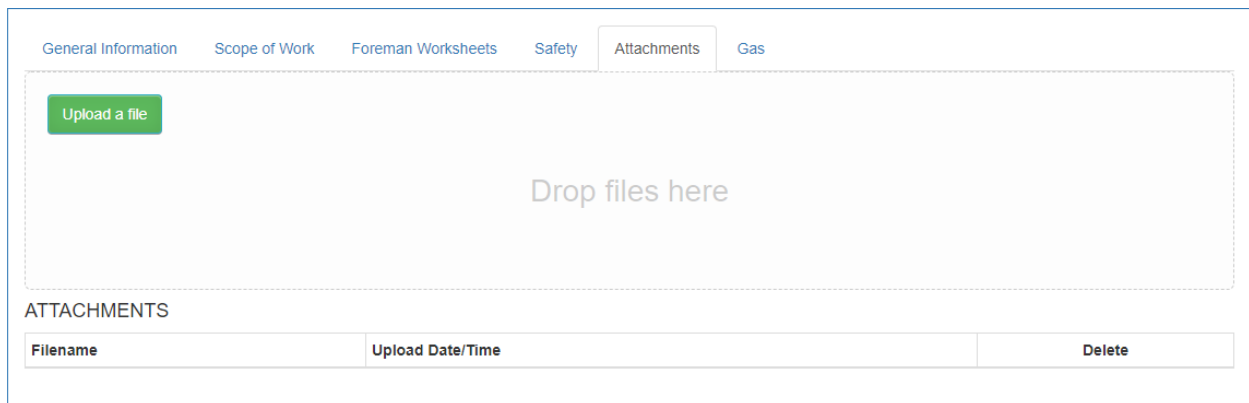 General Information Scope of Work Foreman Worksheets Safety Attachments Gas
Upload a file
Drop files here
ATTACHMENTS
Filename Upload Date/Time Delete